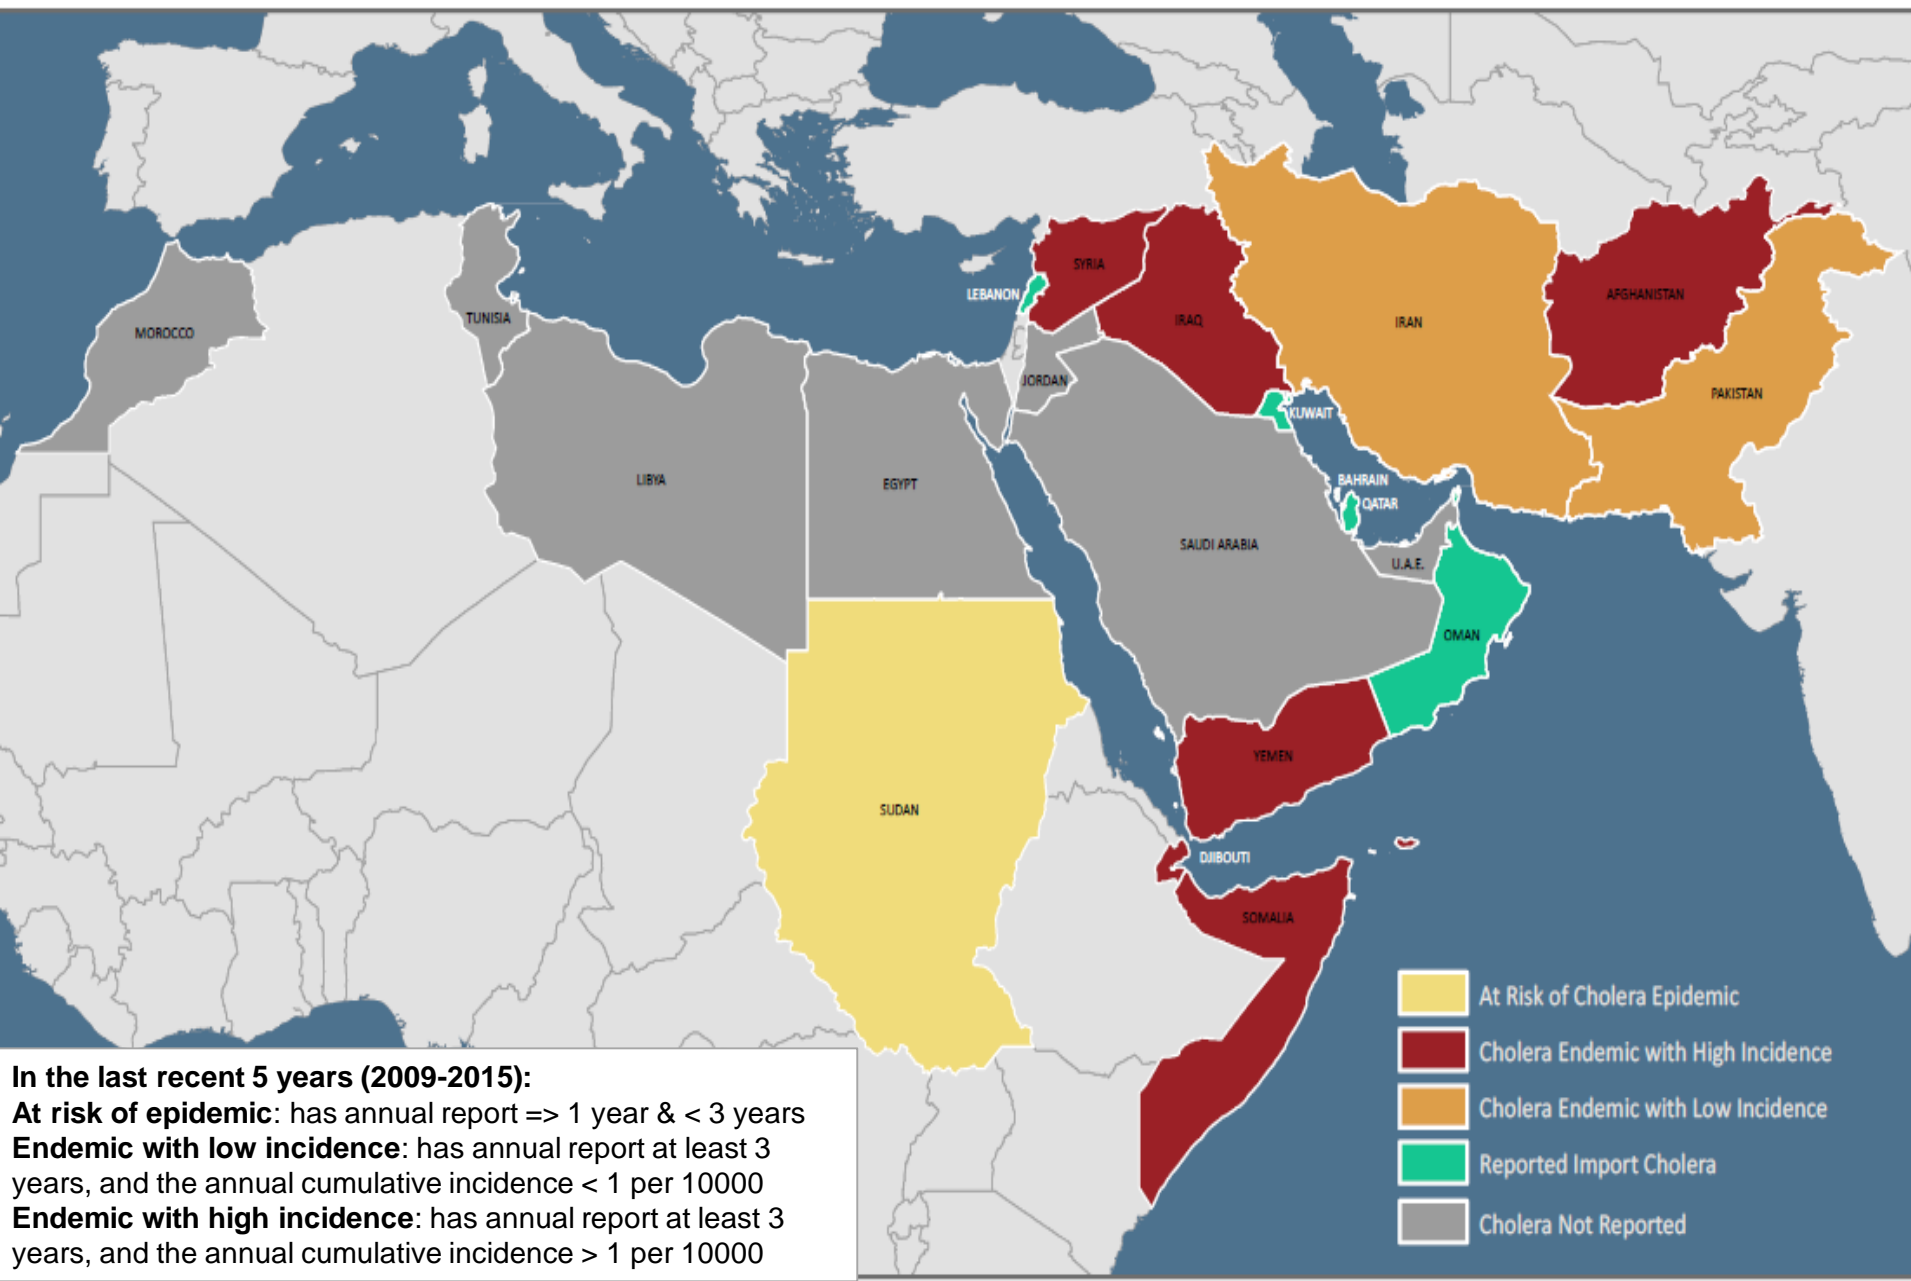 SYRIA
LEBANON
AFGHANISTAN
TUNISIA
IRAQ
IRAN
MOROCCO
JORDAN
PAKISTAN
KUWAIT
LIBYA
EGYPT
BAHRAIN
QATAR
SAUDI ARABIA
U.A.E.
OMAN
YEMEN
SUDAN
DJIBOUTI
SOMALIA
At Risk of Cholera Epidemic
Cholera Endemic with High Incidence
Cholera Endemic with Low Incidence
Reported Import Cholera
Cholera Not Reported
In the last recent 5 years (2009-2015):
At risk of epidemic: has annual report => 1 year & < 3 years
Endemic with low incidence: has annual report at least 3
years, and the annual cumulative incidence < 1 per 10000
Endemic with high incidence: has annual report at least 3
years, and the annual cumulative incidence > 1 per 10000